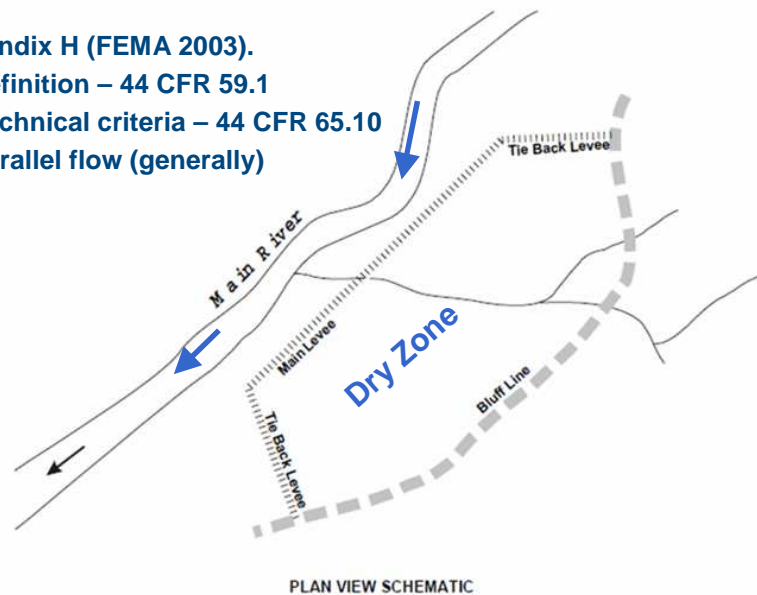 ndix H (FEMA 2003).
finition – 44 CFR 59.1
chnical criteria – 44 CFR 65.10
rallel flow (generally)
Tie Back Levee
Main River
Main Levee
Dry Zone
Bluff Line
Tie Back Levee
PLAN VIEW SCHEMATIC